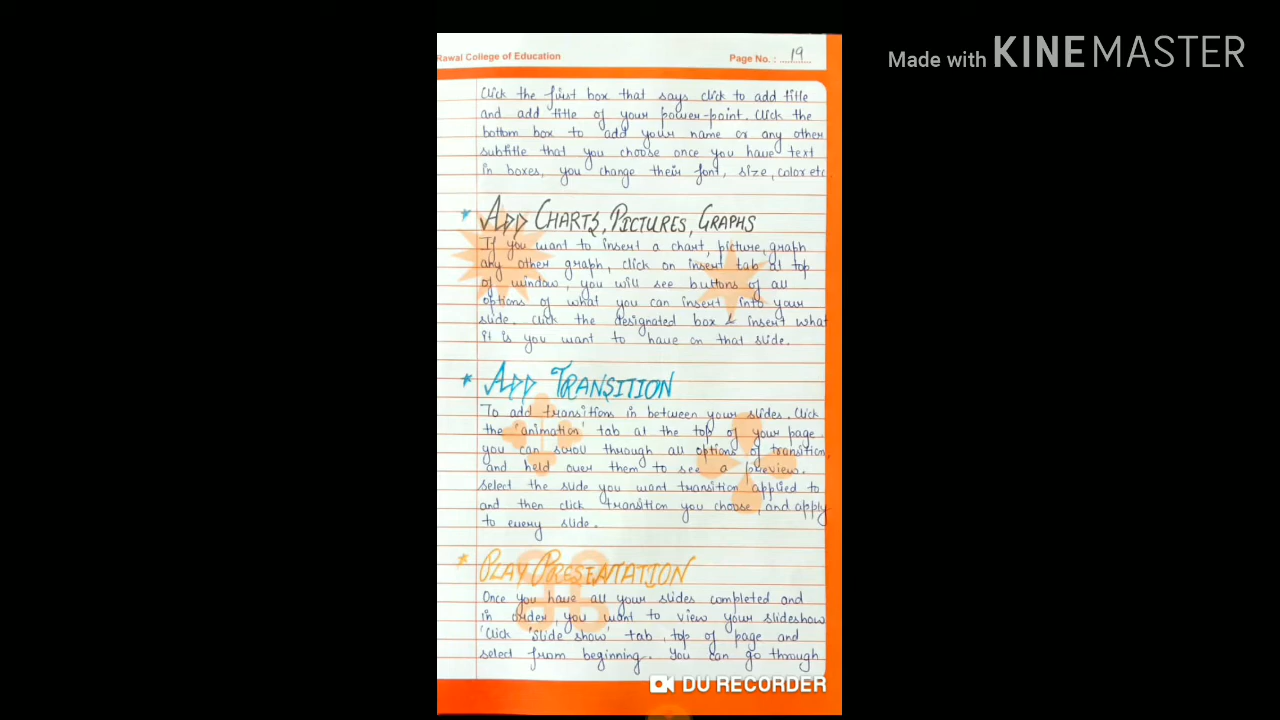 Made with KINEMASTER
Rawal College of Education
Page No. : 19
Click the first box that says click to add title
and add title of your power-point. Click the
bottom box to add your name or any other
subtitle that you choose once you have text
in boxes, you change their font, size, color etc
* ADD CHARTS, PICTURES, GRAPHS
If you want to insert a chart, picture, graph
any other graph, click on insert tab at top
of window, you will see buttons of all
options of what you can insert into your
slide. Click the designated box & insert what
it is you want to have on that slide.
* ADD TRANSITION
To add transitions in between your slides. Click
the 'animation' tab at the top of your page.
you can scroll through all options of transition,
and held over them to see a preview.
select the slide you want transition applied to
and then click transition you choose, and apply
to every slide.
* PLAY PRESENTATION
Once you have all your slides completed and
in order you want to view your slideshow
'Click 'Slide show' tab, top of page and
select from beginning. You can go through
DU RECORDER